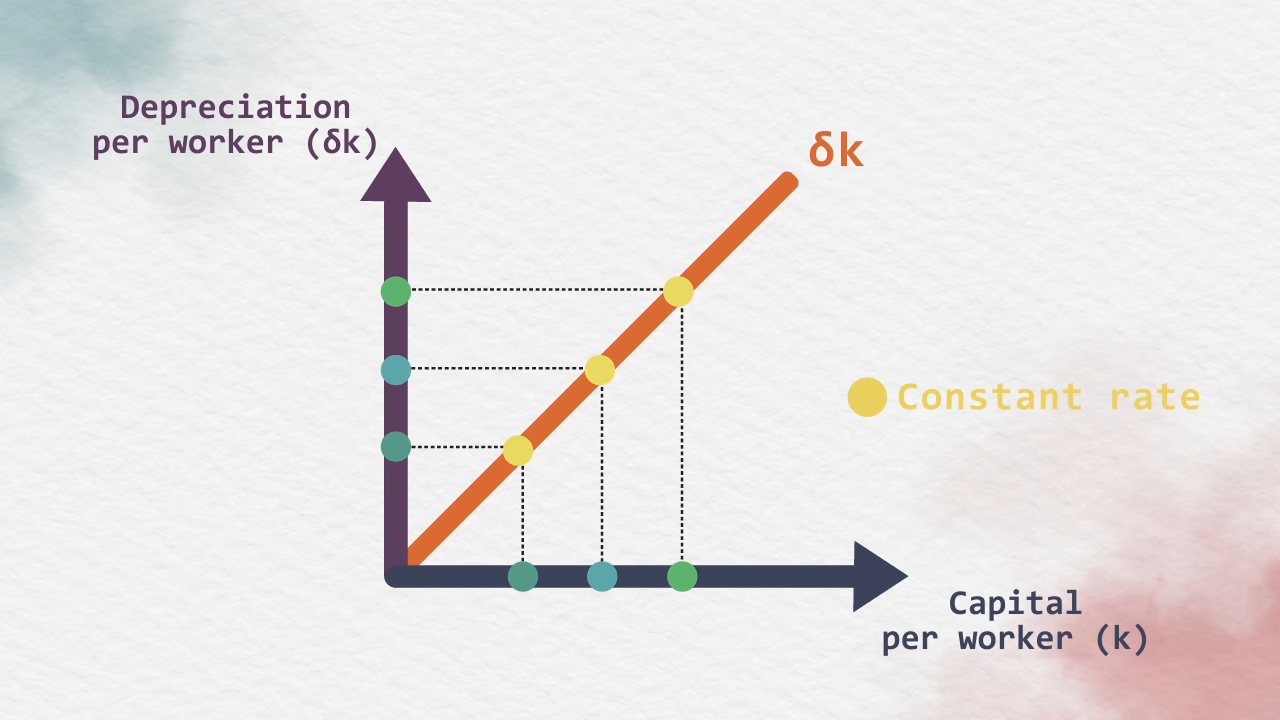 Depreciation
per worker (δk)
δk
Constant rate
Capital
per worker (k)